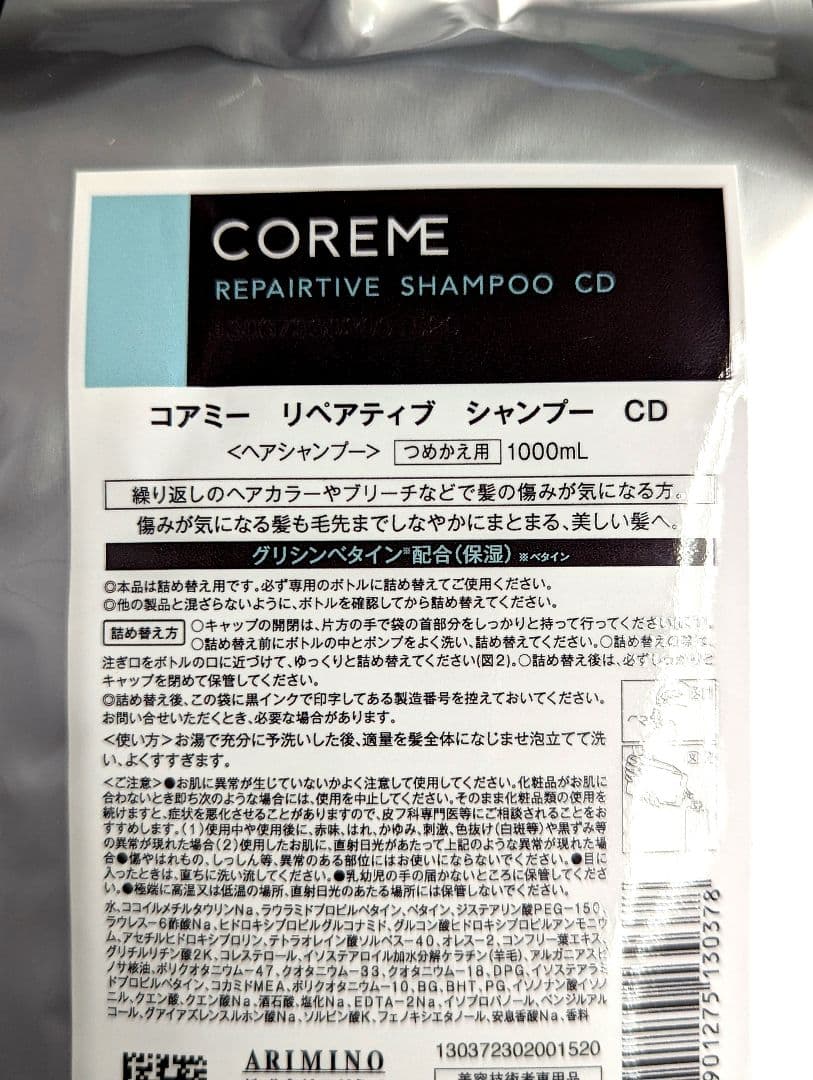 COREME
REPAIRTIVE SHAMPOO CD
コアミー リペアティブ シャンプー CD
<ヘアシャンプー> つめかえ用 1000mL
繰り返しのヘアカラーやブリーチなどで髪の傷みが気になる方。
傷みが気になる髪も毛先までしなやかにまとまる、美しい髪へ。
グリシンベタイン※配合(保湿) ※ベタイン
◎本品は詰め替え用です。必ず専用のボトルに詰め替えてご使用ください。
◎他の製品と混ざらないように、ボトルを確認してから詰め替えてください。
詰め替え方 ○キャップの開閉は、片方の手で袋の首部分をしっかりと持って行ってください
○詰め替え前にボトルの中とポンプをよく洗い、詰め替えてください。○詰め替えの際は、
注ぎ口をボトルの口に近づけて、ゆっくりと詰め替えてください(図2)。○詰め替え後は、必ずしっかりと
キャップを閉めて保管してください。
◎詰め替え後、この袋に黒インクで印字してある製造番号を控えておいてください。
お問い合せいただくとき、必要な場合があります。
<使い方>お湯で充分に予洗いした後、適量を髪全体になじませ泡立てて洗
い、よくすすぎます。
<ご注意>●お肌に異常が生じていないかよく注意して使用してください。化粧品がお肌に
合わないとき即ち次のような場合には、使用を中止してください。そのまま化粧品類の使用を
続けますと、症状を悪化させることがありますので、皮フ科専門医等にご相談されることをお
すすめします。(1)使用中や使用後に、赤味、はれ、かゆみ、刺激、色抜け(白斑等)や黒ずみ等
の異常が現れた場合(2)使用したお肌に、直射日光があたって上記のような異常が現れた場
合●傷やはれもの、しっしん等、異常のある部位にはお使いにならないでください。●目に
入ったときは、直ちに洗い流してください。●乳幼児の手の届かないところに保管してくださ
い。●極端に高温又は低温の場所、直射日光のあたる場所には保管しないでください。
水、ココイルメチルタウリンNa、ラウラミドプロピルベタイン、ベタイン、ジステアリン酸PEG-150、
ラウレス-6酢酸Na、ヒドロキシプロピルグルコナミド、グルコン酸ヒドロキシプロピルアンモニウ
ム、アセチルヒドロキシプロリン、テトラオレイン酸ソルベス-40、オレス-2、コンフリー葉エキス、
グリチルリチン酸2K、コレステロール、イソステアロイル加水分解ケラチン(羊毛)、アルガニアスピ
ノサ核油、ポリクオタニウム-47、クオタニウム-33、クオタニウム-18、DPG、イソステアラミ
ドプロピルベタイン、コカミドMEA、ポリクオタニウム-10、BG、BHT、PG、イソノナン酸イソノ
ニル、クエン酸、クエン酸Na、酒石酸、塩化Na、EDTA-2Na、イソプロパノール、ベンジルアル
コール、グアイアズレンスルホン酸Na、ソルビン酸K、フェノキシエタノール、安息香酸Na、香料
ARIMINO
130372302001520
美容技術者専用品
901275130378